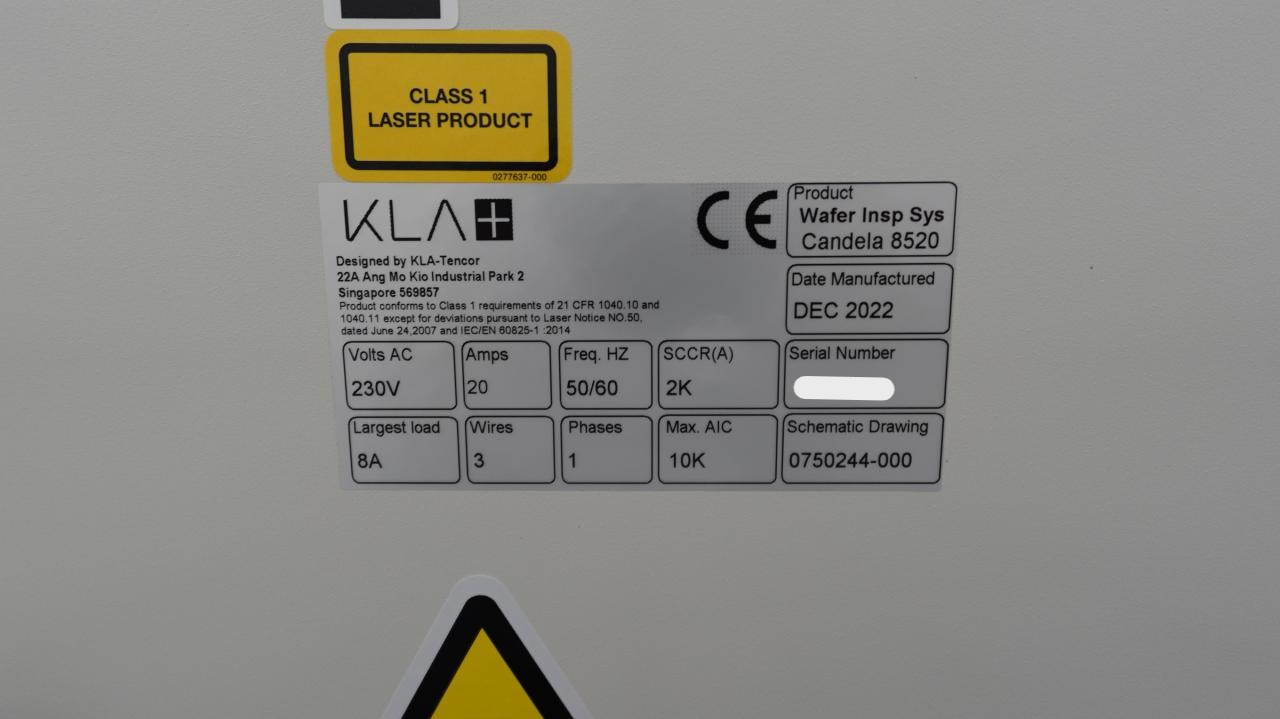 CLASS 1
LASER PRODUCT
0277637-000
KLA+
CE
Designed by KLA-Tencor
22A Ang Mo Kio Industrial Park 2
Singapore 569857
Product conforms to Class 1 requirements of 21 CFR 1040.10 and
1040.11 except for deviations pursuant to Laser Notice NO.50,
dated June 24,2007 and IEC/EN 60825-1 :2014
Product
Wafer Insp Sys
Candela 8520
Date Manufactured
DEC 2022
Volts AC
230V
Amps
20
Freq. HZ
50/60
SCCR(A)
2K
Serial Number
Largest load
8A
Wires
3
Phases
1
Max. AIC
10K
Schematic Drawing
0750244-000